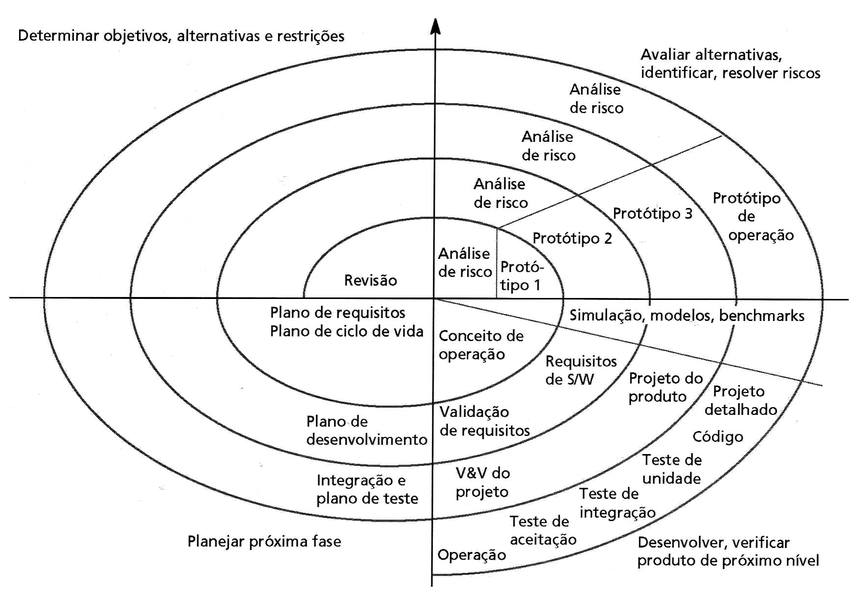 Determinar objetivos, alternativas e restrições
Avaliar alternativas,
identificar, resolver riscos
Análise
de risco
Análise
de risco
Análise
de risco
Protótipo
de
operação
Protótipo 3
Protótipo 2
Análise
de risco
Protó-
tipo 1
Revisão
Plano de requisitos
Plano de ciclo de vida
Simulação, modelos, benchmarks
Conceito de
operação
Requisitos
de S/W
Projeto do
produto
Projeto
detalhado
Plano de
desenvolvimento
Validação
de requisitos
Código
Integração e
plano de teste
V&V do
projeto
Teste de
unidade
Teste de
integração
Teste de
aceitação
Operação
Planejar próxima fase
Desenvolver, verificar
produto de próximo nível